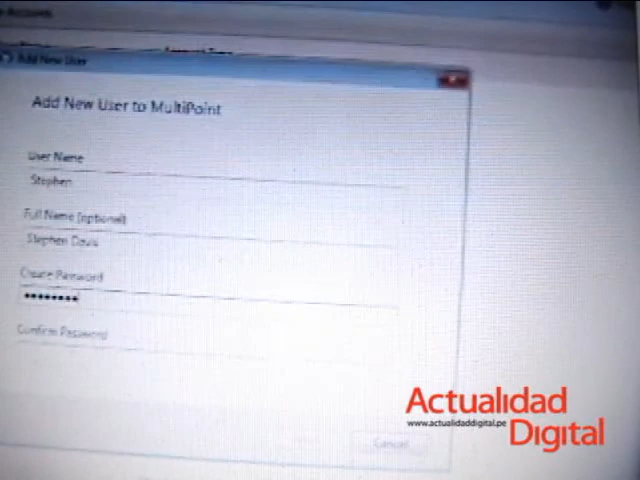 Accounts
Add New User
Add New User to MultiPoint
User Name
Stephen
Full Name (optional)
Stephen Davis
Create Password
••••••••
Confirm Password
Cancel
Actualidad
www.actualidaddigital.pe
Digital